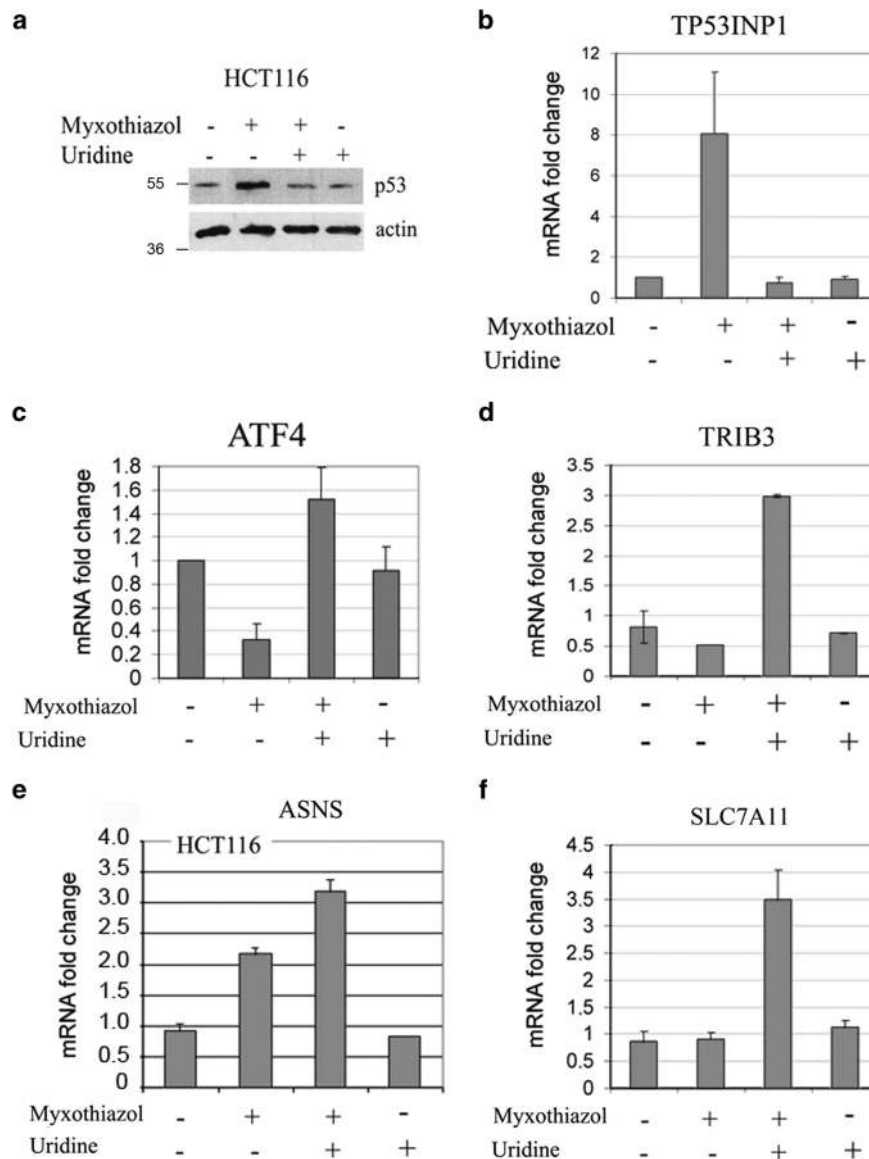 a
HCT116
Myxothiazol - + + -
Uridine - - + +
55 p53
actin
36
b
TP53INP1
mRNA fold change
12
10
8
6
4
2
0
Myxothiazol - + + -
Uridine - - + +
c
ATF4
mRNA fold change
1.8
1.6
1.4
1.2
1
0.8
0.6
0.4
0.2
0
Myxothiazol - + + -
Uridine - - + +
d
TRIB3
mRNA fold change
3.5
3
2.5
2
1.5
1
0.5
0
Myxothiazol - + + -
Uridine - - + +
e
ASNS
HCT116
mRNA fold change
4.0
3.5
3.0
2.5
2.0
1.5
1.0
0.5
0
Myxothiazol - + + -
Uridine - - + +
f
SLC7A11
mRNA fold change
4.5
4
3.5
3
2.5
2
1.5
1
0.5
0
Myxothiazol - + + -
Uridine - - + +